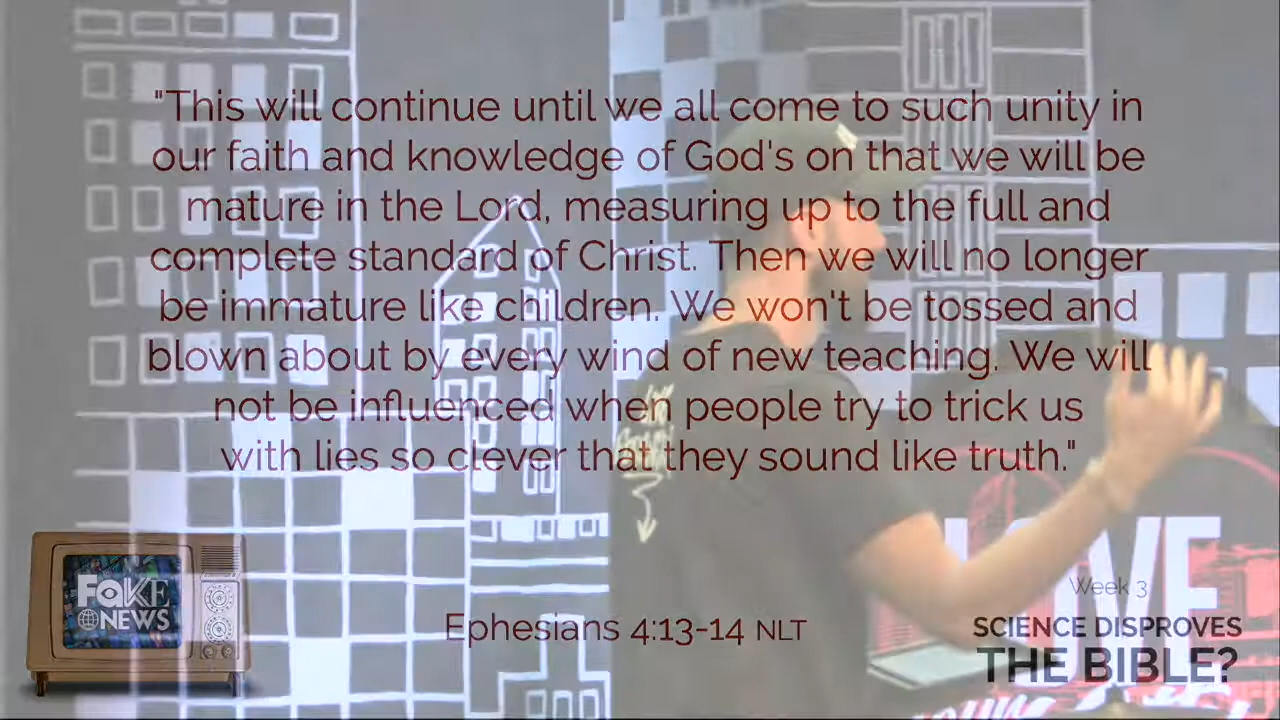 "This will continue until we all come to such unity in
our faith and knowledge of God's on that we will be
mature in the Lord, measuring up to the full and
complete standard of Christ. Then we will no longer
be immature like children. We won't be tossed and
blown about by every wind of new teaching. We will
not be influenced when people try to trick us
with lies so clever that they sound like truth."
Ephesians 4:13-14 NLT
FaKE
NEWS
LOVE
Week 3
SCIENCE DISPROVES
THE BIBLE?